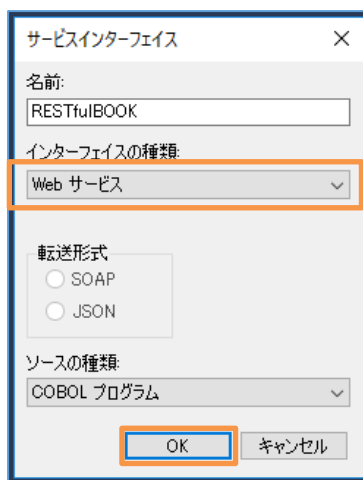 サービスインターフェイス
名前:
RESTfulBOOK
インターフェイスの種類:
Web サービス
転送形式
SOAP
JSON
ソースの種類:
COBOL プログラム
OK キャンセル